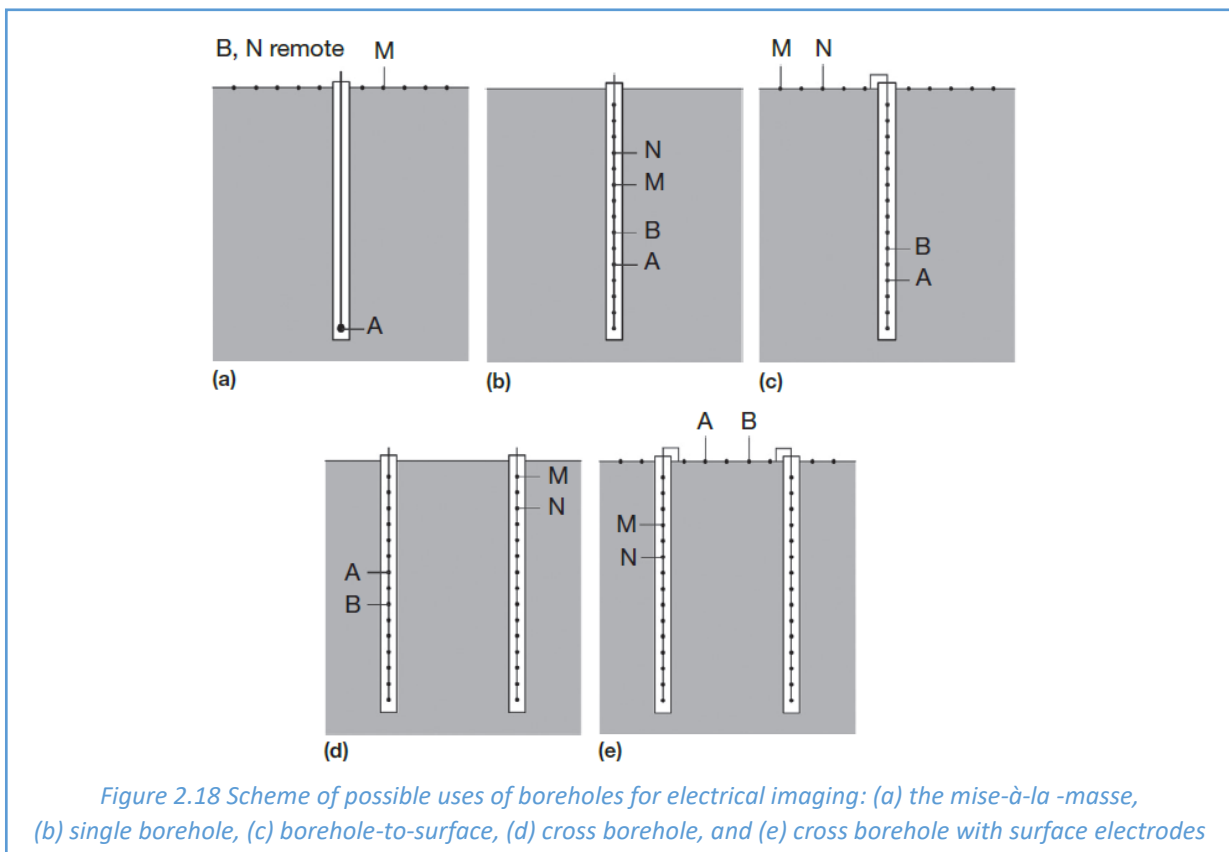 B, N remote M
A
(a)
N
M
B
A
(b)
M N
B
A
(c)
M
N
A
B
(d)
A B
M
N
(e)
Figure 2.18 Scheme of possible uses of boreholes for electrical imaging: (a) the mise-à-la -masse,
(b) single borehole, (c) borehole-to-surface, (d) cross borehole, and (e) cross borehole with surface electrodes